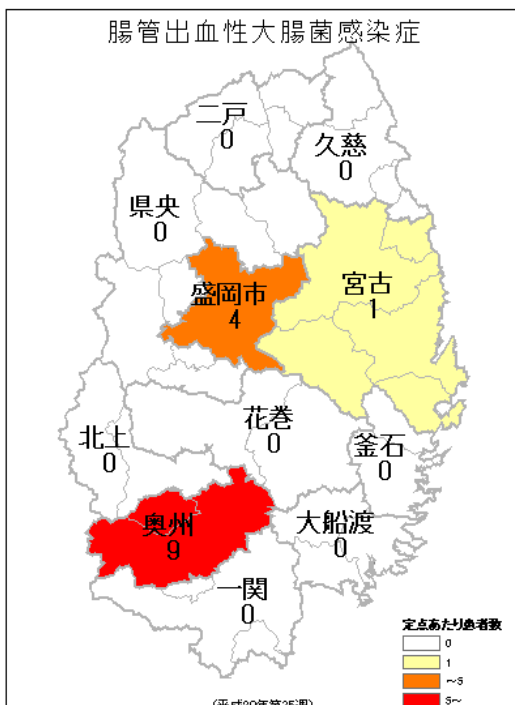 腸管出血性大腸菌感染症
二戸
0
久慈
0
県央
0
盛岡市
4
宮古
1
花巻
0
北上
0
釜石
0
奥州
9
大船渡
0
一関
0
定点あたり患者数
0
1
～5
5～